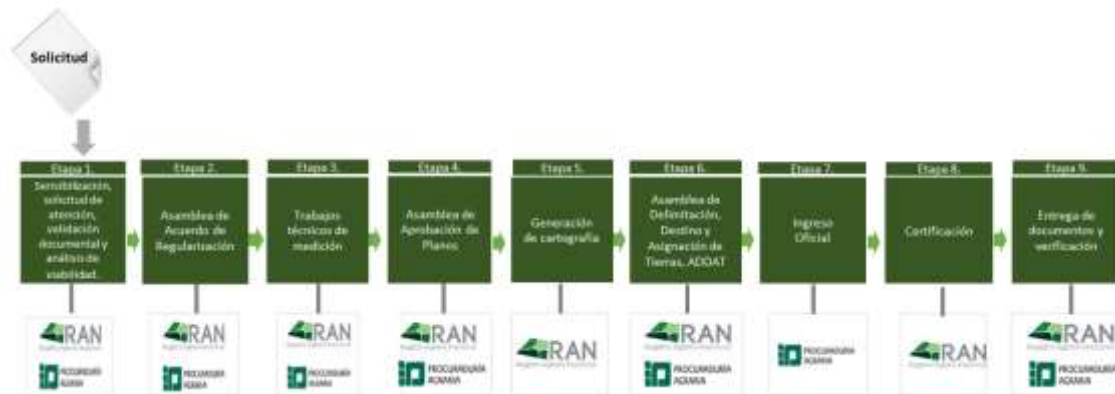 Solicitud
Etapa 1.
Sensibilización,
solicitud de
atención,
validación
documental y
análisis de
viabilidad.
Etapa 2.
Asamblea de
Acuerdo de
Regularización
Etapa 3.
Trabajos
técnicos de
medición
Etapa 4.
Asamblea de
Aprobación de
Planos
Etapa 5.
Generación
de cartografía
Etapa 6.
Asamblea de
Delimitación,
Destino y
Asignación de
Tierras. ADDAT
Etapa 7.
Ingreso
Oficial
Etapa 8.
Certificación
Etapa 9.
Entrega de
documentos y
verificación
RAN
PROCURADURÍA
AGRARIA
RAN
PROCURADURÍA
AGRARIA
RAN
PROCURADURÍA
AGRARIA
RAN
PROCURADURÍA
AGRARIA
RAN
RAN
PROCURADURÍA
AGRARIA
PROCURADURÍA
AGRARIA
RAN
RAN
PROCURADURÍA
AGRARIA